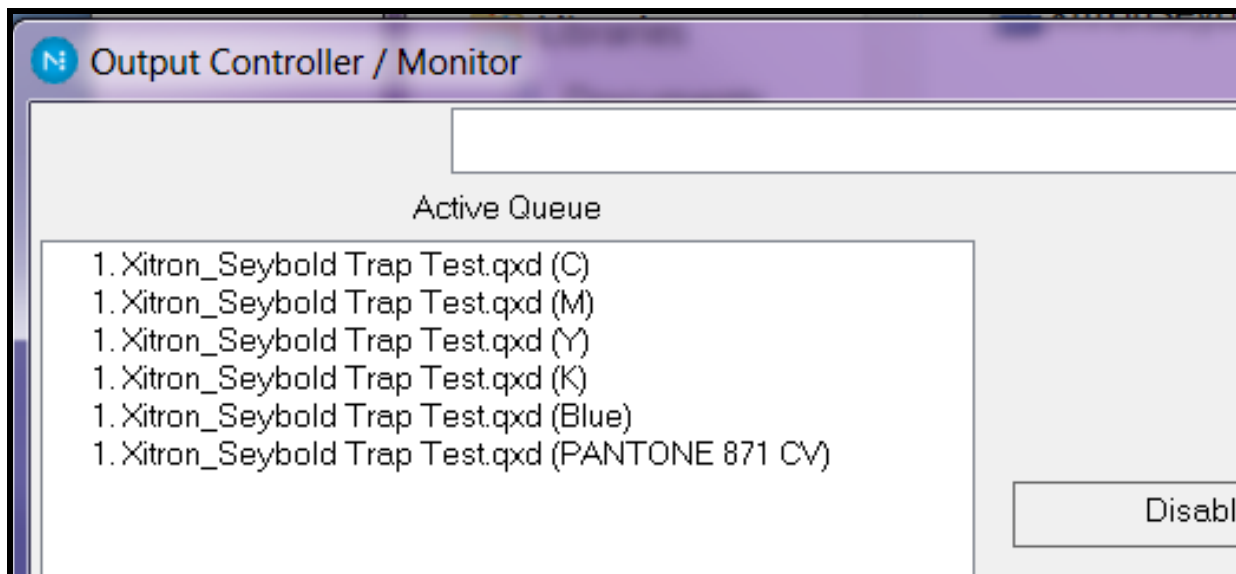 Output Controller / Monitor
Active Queue
1. Xitron_Seybold Trap Test.qxd (C)
1. Xitron_Seybold Trap Test.qxd (M)
1. Xitron_Seybold Trap Test.qxd (Y)
1. Xitron_Seybold Trap Test.qxd (K)
1. Xitron_Seybold Trap Test.qxd (Blue)
1. Xitron_Seybold Trap Test.qxd (PANTONE 871 CV)
Disabl